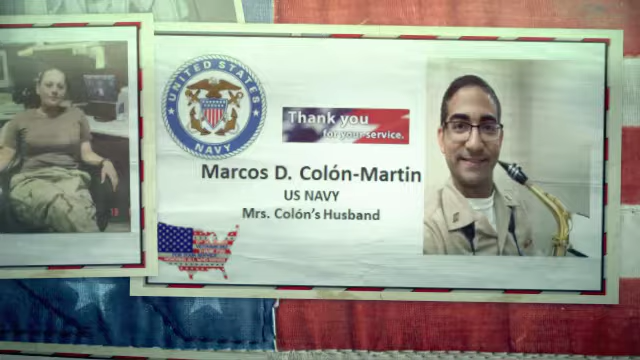 UNITED STATES
NAVY
Thank you
for your service.
Marcos D. Colón-Martin
US NAVY
Mrs. Colón's Husband